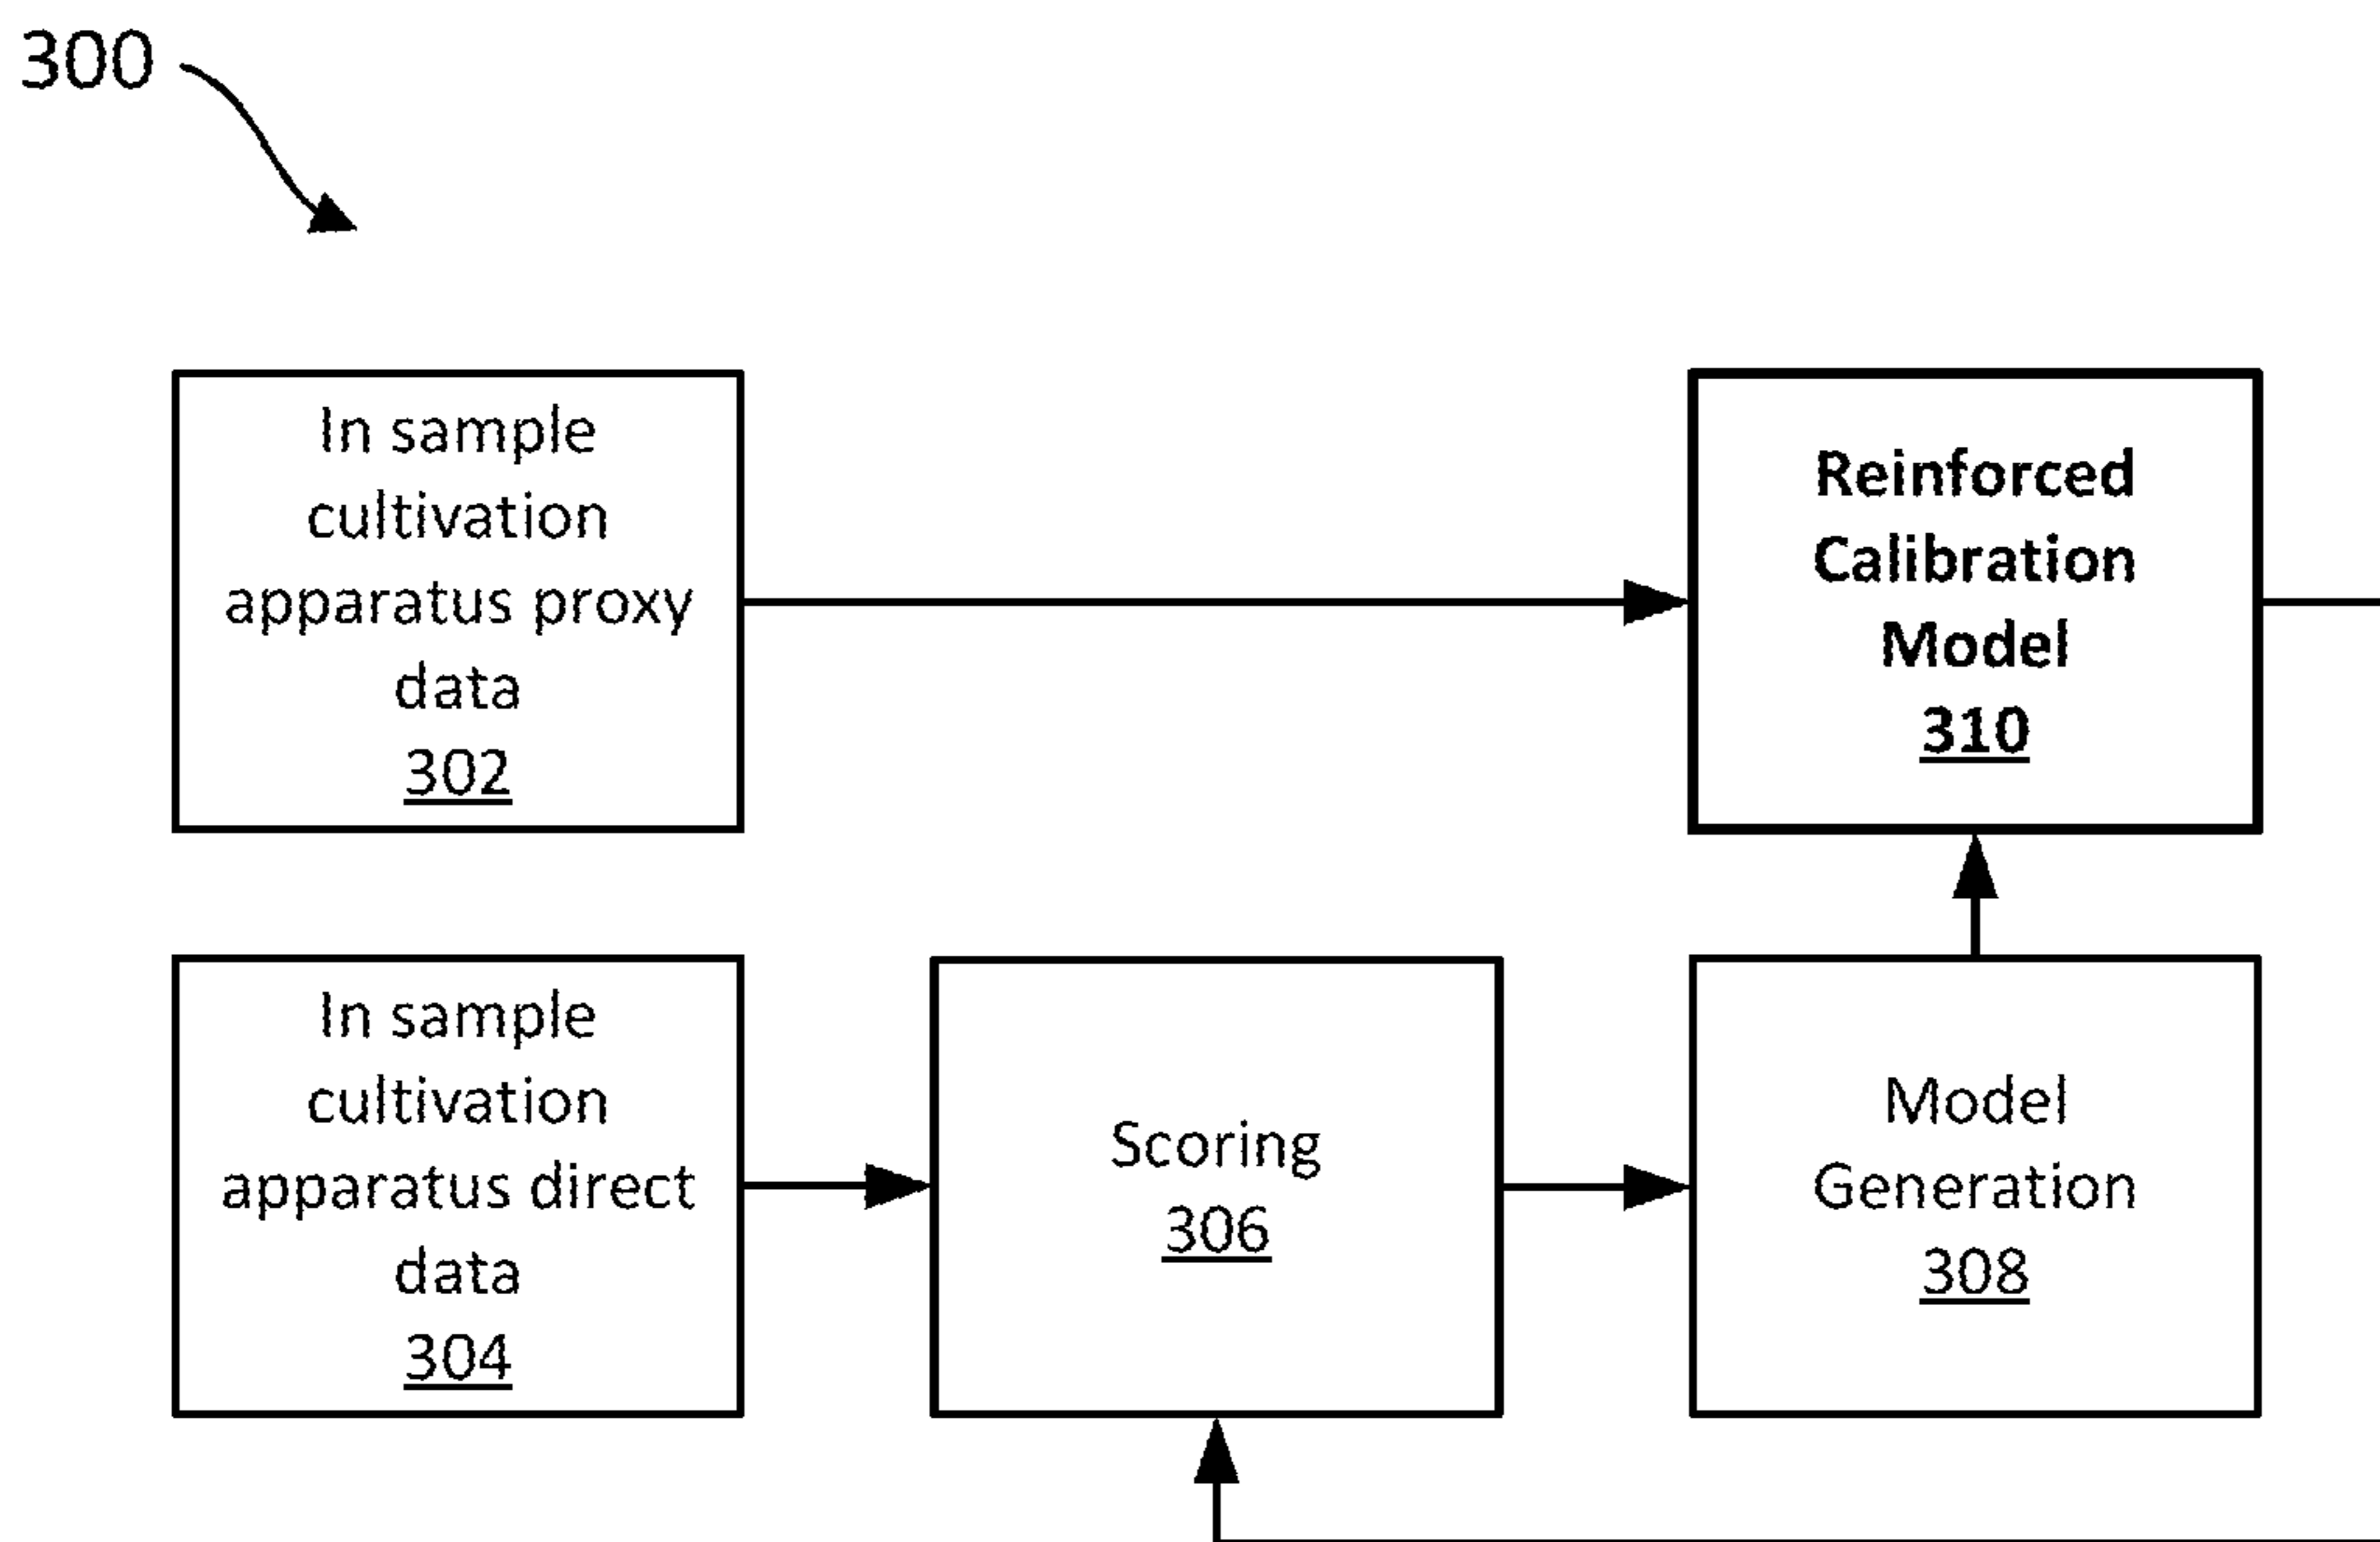 300
In sample
cultivation
apparatus proxy
data
302
Reinforced
Calibration
Model
310
In sample
cultivation
apparatus direct
data
304
Scoring
306
Model
Generation
308